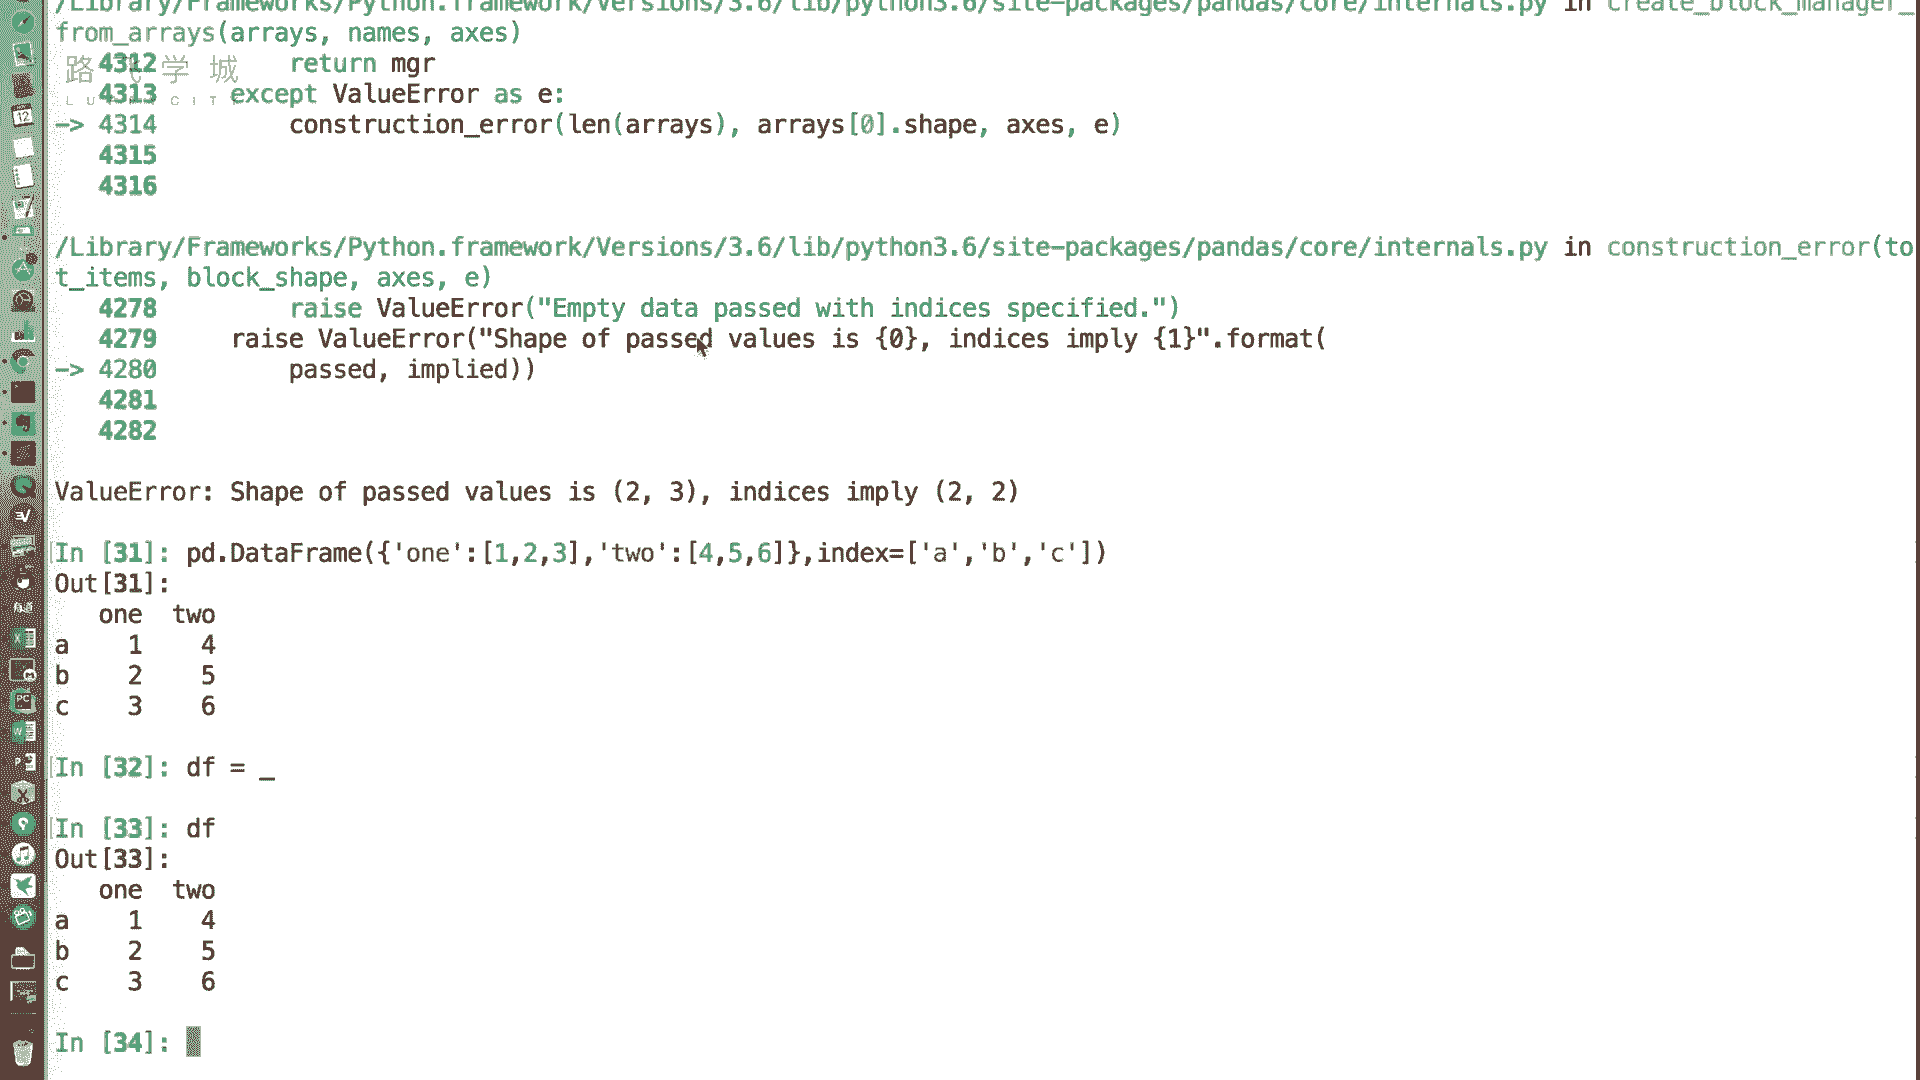 /Library/Frameworks/Python.framework/Versions/3.6/lib/python3.6/site-packages/pandas/core/internals.py in create_block_manager_
from_arrays(arrays, names, axes)
   4312         return mgr
   4313     except ValueError as e:
-> 4314         construction_error(len(arrays), arrays[0].shape, axes, e)
   4315
   4316
路 学 城
/Library/Frameworks/Python.framework/Versions/3.6/lib/python3.6/site-packages/pandas/core/internals.py in construction_error(to
t_items, block_shape, axes, e)
   4278         raise ValueError("Empty data passed with indices specified.")
   4279     raise ValueError("Shape of passed values is {0}, indices imply {1}".format(
-> 4280         passed, implied))
   4281
   4282
ValueError: Shape of passed values is (2, 3), indices imply (2, 2)
In [31]: pd.DataFrame({'one':[1,2,3],'two':[4,5,6]},index=['a','b','c'])
Out[31]:
   one  two
a    1    4
b    2    5
c    3    6
In [32]: df = _
In [33]: df
Out[33]:
   one  two
a    1    4
b    2    5
c    3    6
In [34]: